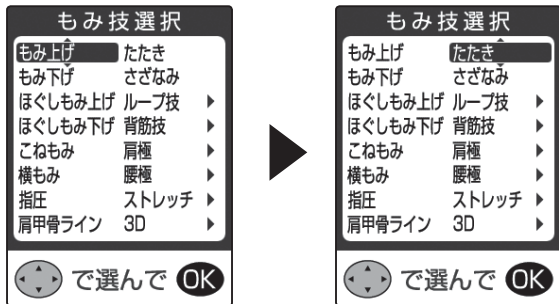 もみ技選択
もみ上げ たたき
もみ下げ さざなみ
ほぐしもみ上げ ループ技 ▶
ほぐしもみ下げ 背筋技 ▶
こねもみ 肩極 ▶
横もみ 腰極 ▶
指圧 ストレッチ ▶
肩甲骨ライン 3D ▶
で選んで OK
もみ技選択
もみ上げ たたき
もみ下げ さざなみ
ほぐしもみ上げ ループ技 ▶
ほぐしもみ下げ 背筋技 ▶
こねもみ 肩極 ▶
横もみ 腰極 ▶
指圧 ストレッチ ▶
肩甲骨ライン 3D ▶
で選んで OK